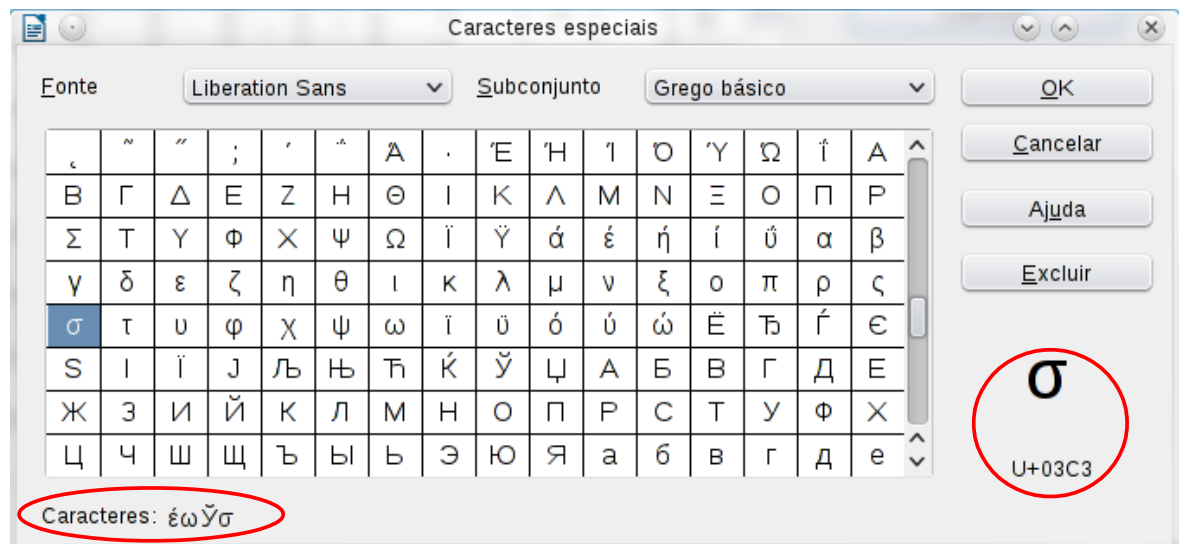 Caracteres especiais
Fonte Liberation Sans Subconjunto Grego básico OK
Cancelar
Ajuda
Excluir
ͺ ˜ ˝ ; ΄ ΅ Ά · Έ Ή Ί Ό Ύ Ώ ΐ Α
Β Γ Δ Ε Ζ Η Θ Ι Κ Λ Μ Ν Ξ Ο Π Ρ
Σ Τ Υ Φ Χ Ψ Ω Ϊ Ϋ ά έ ή ί ΰ α β
γ δ ε ζ η θ ι κ λ μ ν ξ ο π ρ ς
σ τ υ φ χ ψ ω ϊ ϋ ό ύ ώ Ё Ђ Ѓ Є
Ѕ І Ї Ј Љ Њ Ћ Ќ Ў Џ А Б В Г Д Е
Ж З И Й К Л М Н О П Р С Т У Ф Х
Ц Ч Ш Щ Ъ Ы Ь Э Ю Я а б в г д е
σ
U+03C3
Caracteres: έωЎσ